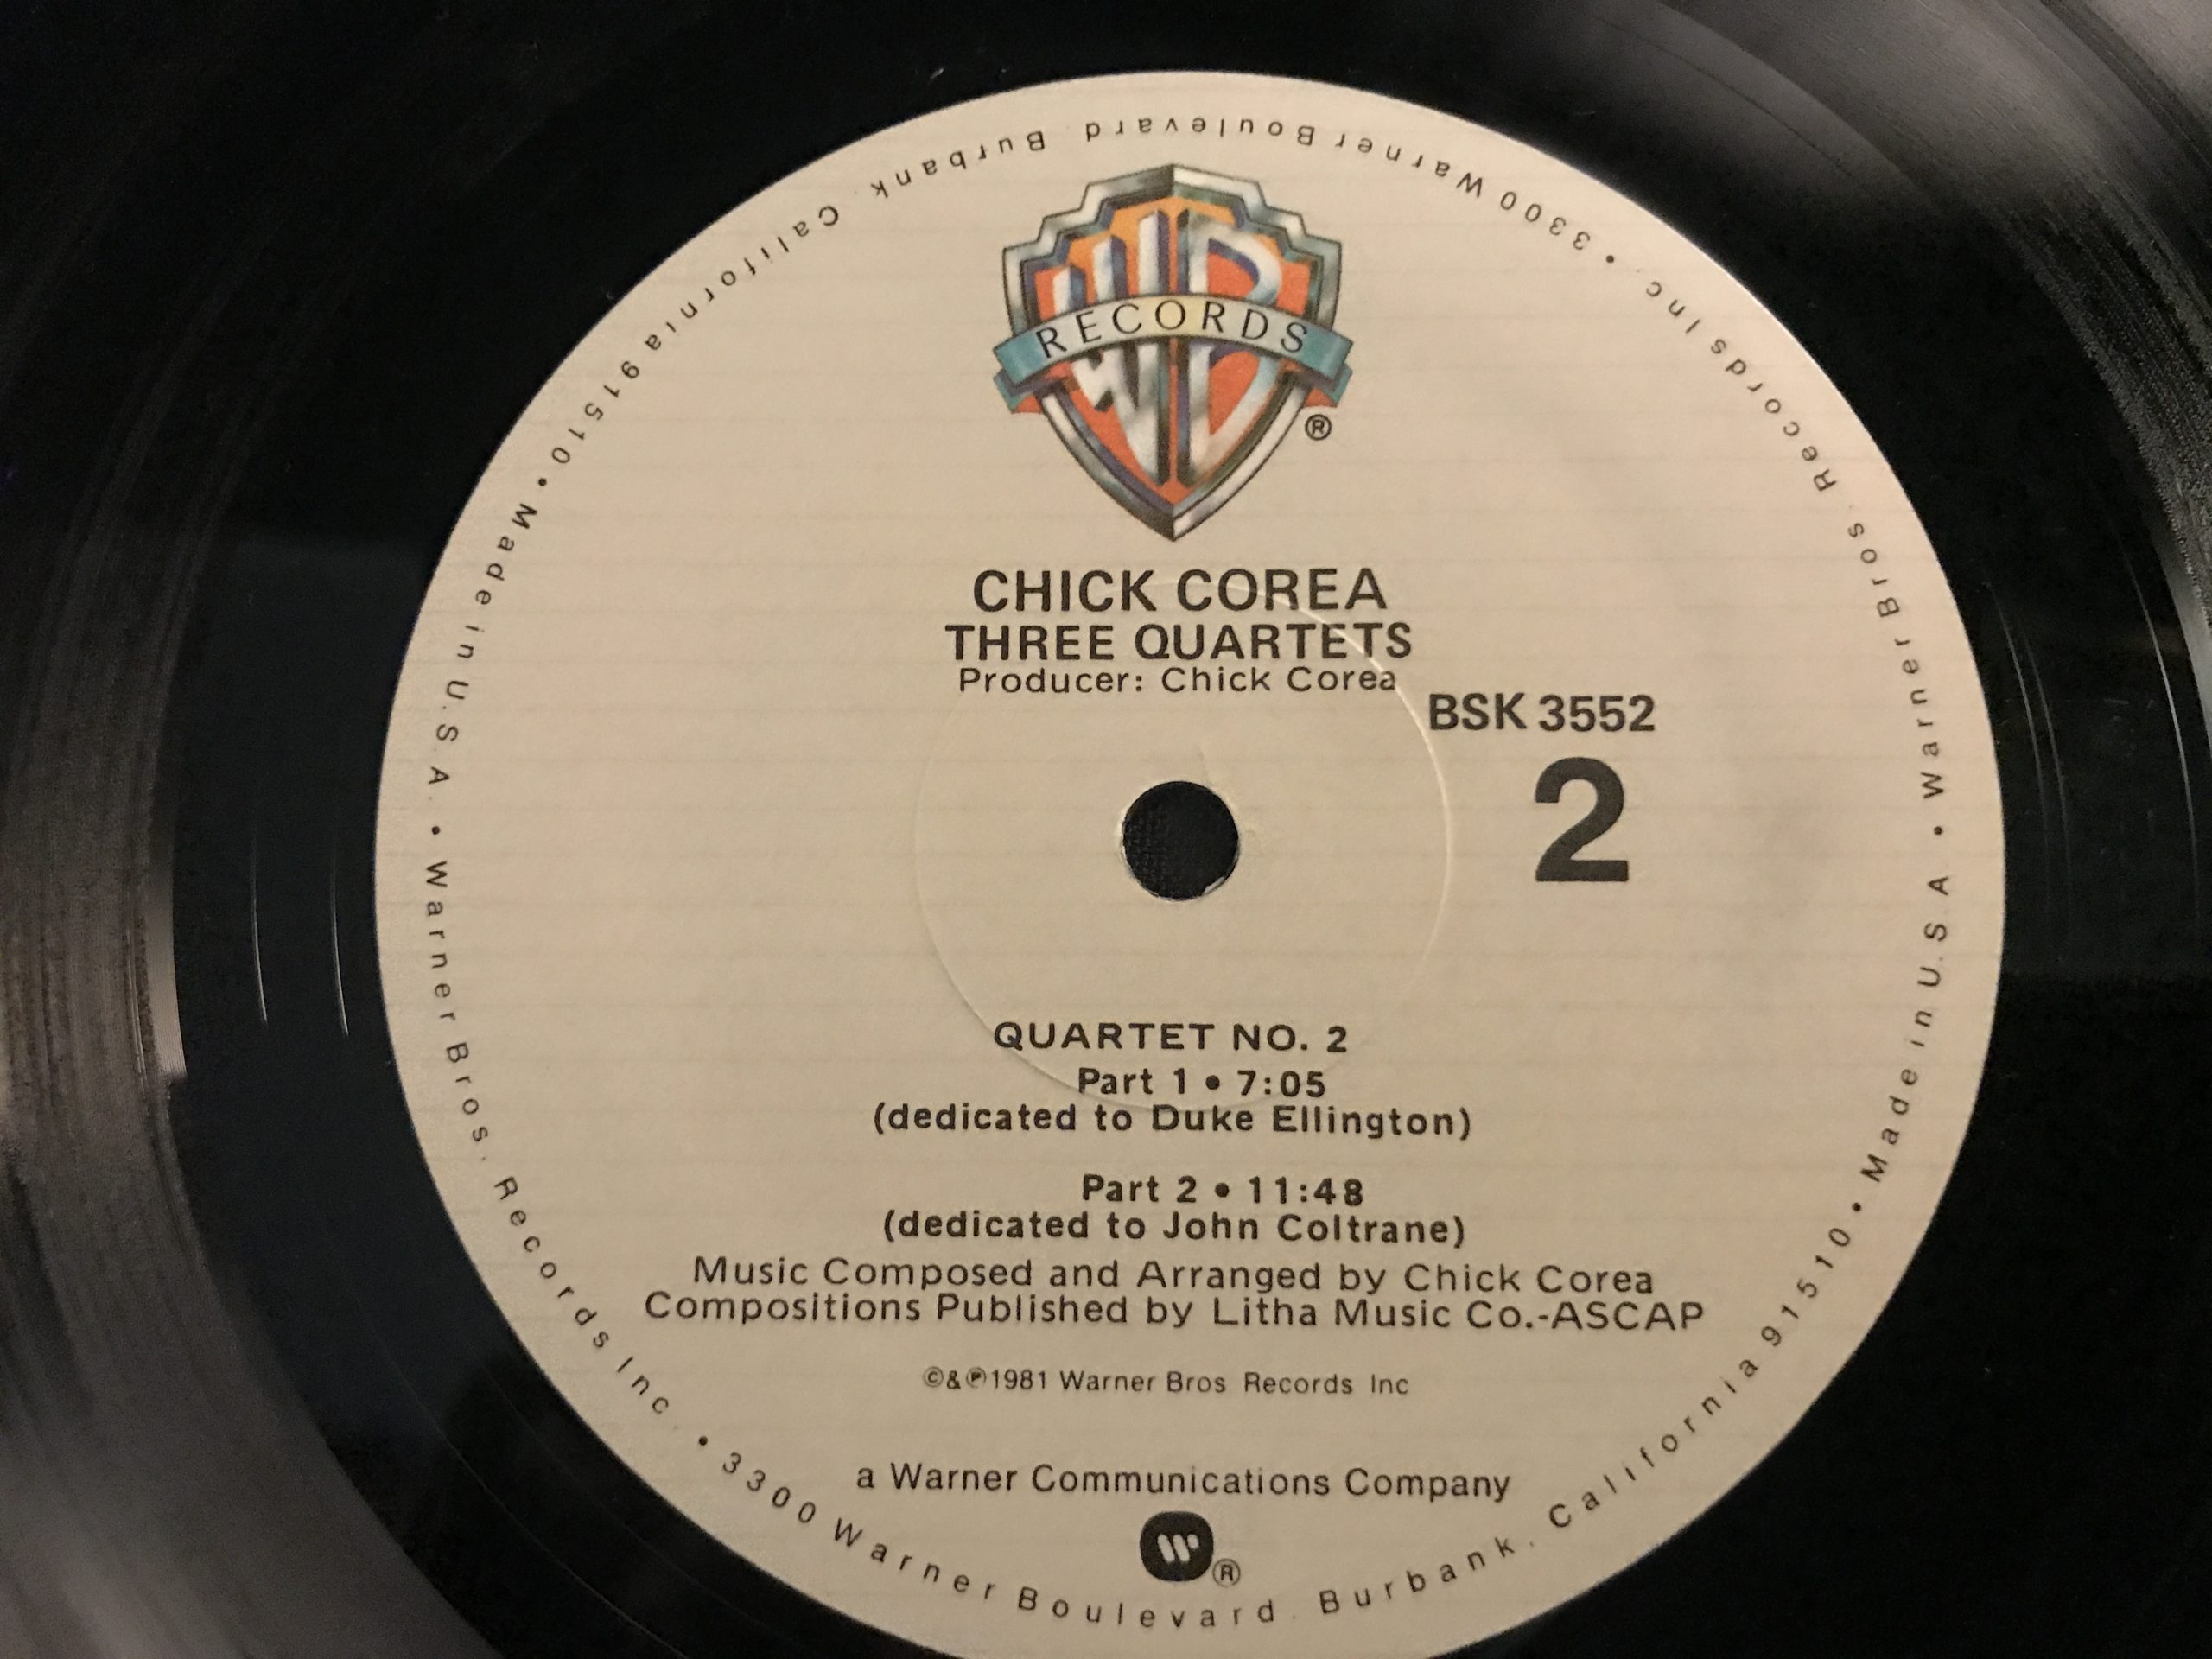 WB
RECORDS
®
CHICK COREA
THREE QUARTETS
Producer: Chick Corea
BSK 3552
2
QUARTET NO. 2
Part 1 • 7:05
(dedicated to Duke Ellington)
Part 2 • 11:48
(dedicated to John Coltrane)
Music Composed and Arranged by Chick Corea
Compositions Published by Litha Music Co.-ASCAP
©&℗1981 Warner Bros Records Inc
a Warner Communications Company
W®
• Warner Bros. Records Inc. • 3300 Warner Boulevard. Burbank. California 91510 • Made in U.S.A.
• Warner Bros. Records Inc. • 3300 Warner Boulevard. Burbank. California 91510 • Made in U.S.A.